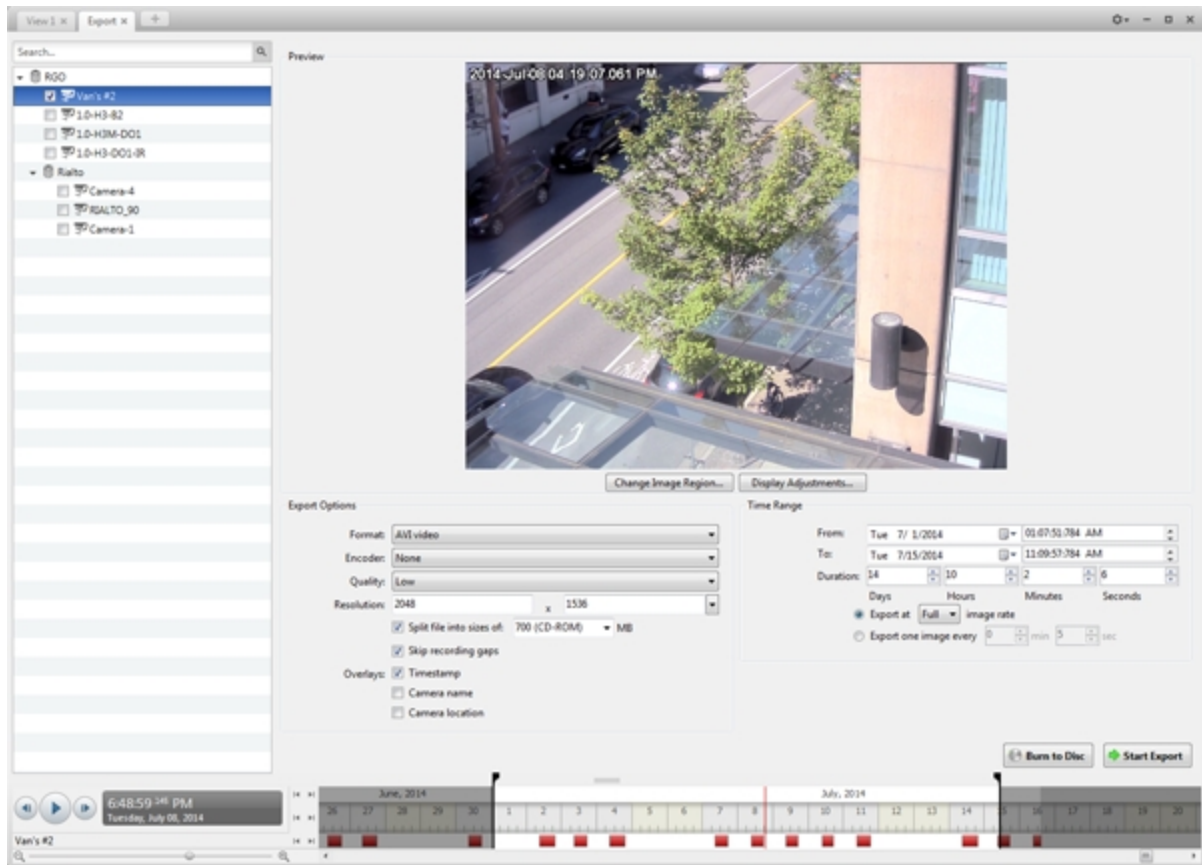 View 1 × Export × +
Search...
Preview
RGO
Van's #2
1.0-H3-B2
1.0-H3M-DO1
1.0-H3-DO1-IR
Rialto
Camera-4
RIALTO_90
Camera-1
2014-Jul-08 04:19:07.061 PM
Change Image Region... Display Adjustments...
Export Options
Format: AVI video
Encoder: None
Quality: Low
Resolution: 2048 x 1536
Split file into sizes of: 700 (CD-ROM) MB
Skip recording gaps
Overlays: Timestamp
Camera name
Camera location
Time Range
From: Tue 7/ 1/2014 01:07:51:784 AM
To: Tue 7/15/2014 11:09:57:784 AM
Duration: 14 10 2 6
Days Hours Minutes Seconds
Export at Full image rate
Export one image every 0 min 5 sec
Burn to Disc Start Export
6:48:59 PM
Tuesday, July 08, 2014
June, 2014 July, 2014
26 27 28 29 30 1 2 3 4 5 6 7 8 9 10 11 12 13 14 15 16 17 18 19 20
Van's #2